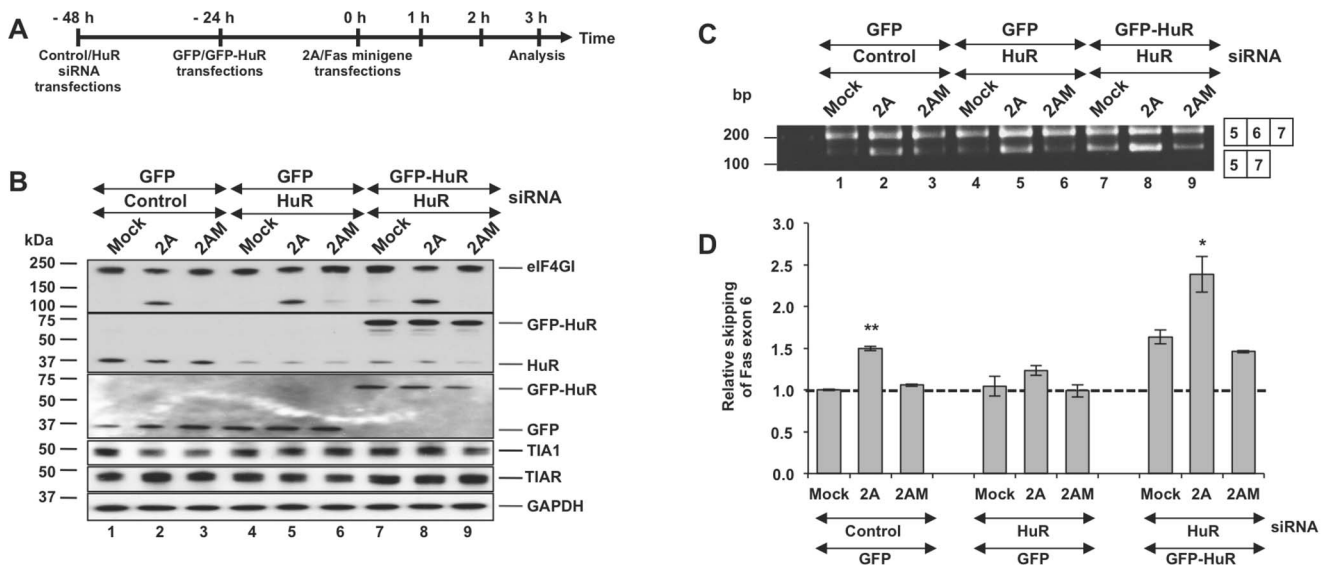 A
- 48 h - 24 h 0 h 1 h 2 h 3 h Time
Control/HuR siRNA transfections
GFP/GFP-HuR transfections
2A/Fas minigene transfections
Analysis
B
GFP GFP GFP-HuR
Control HuR HuR siRNA
kDa Mock 2A 2AM Mock 2A 2AM Mock 2A 2AM
250
150
100
eIF4GI
75
50
37
GFP-HuR
HuR
75
50
37
GFP-HuR
GFP
50
TIA1
50
TIAR
37
GAPDH
1 2 3 4 5 6 7 8 9
C
GFP GFP GFP-HuR
Control HuR HuR siRNA
bp Mock 2A 2AM Mock 2A 2AM Mock 2A 2AM
200
100
5 6 7
5 7
1 2 3 4 5 6 7 8 9
D
Relative skipping
of Fas exon 6
3.0
2.5
2.0
1.5
1.0
0.5
0.0
**
*
Mock 2A 2AM Mock 2A 2AM Mock 2A 2AM
Control HuR HuR siRNA
GFP GFP GFP-HuR